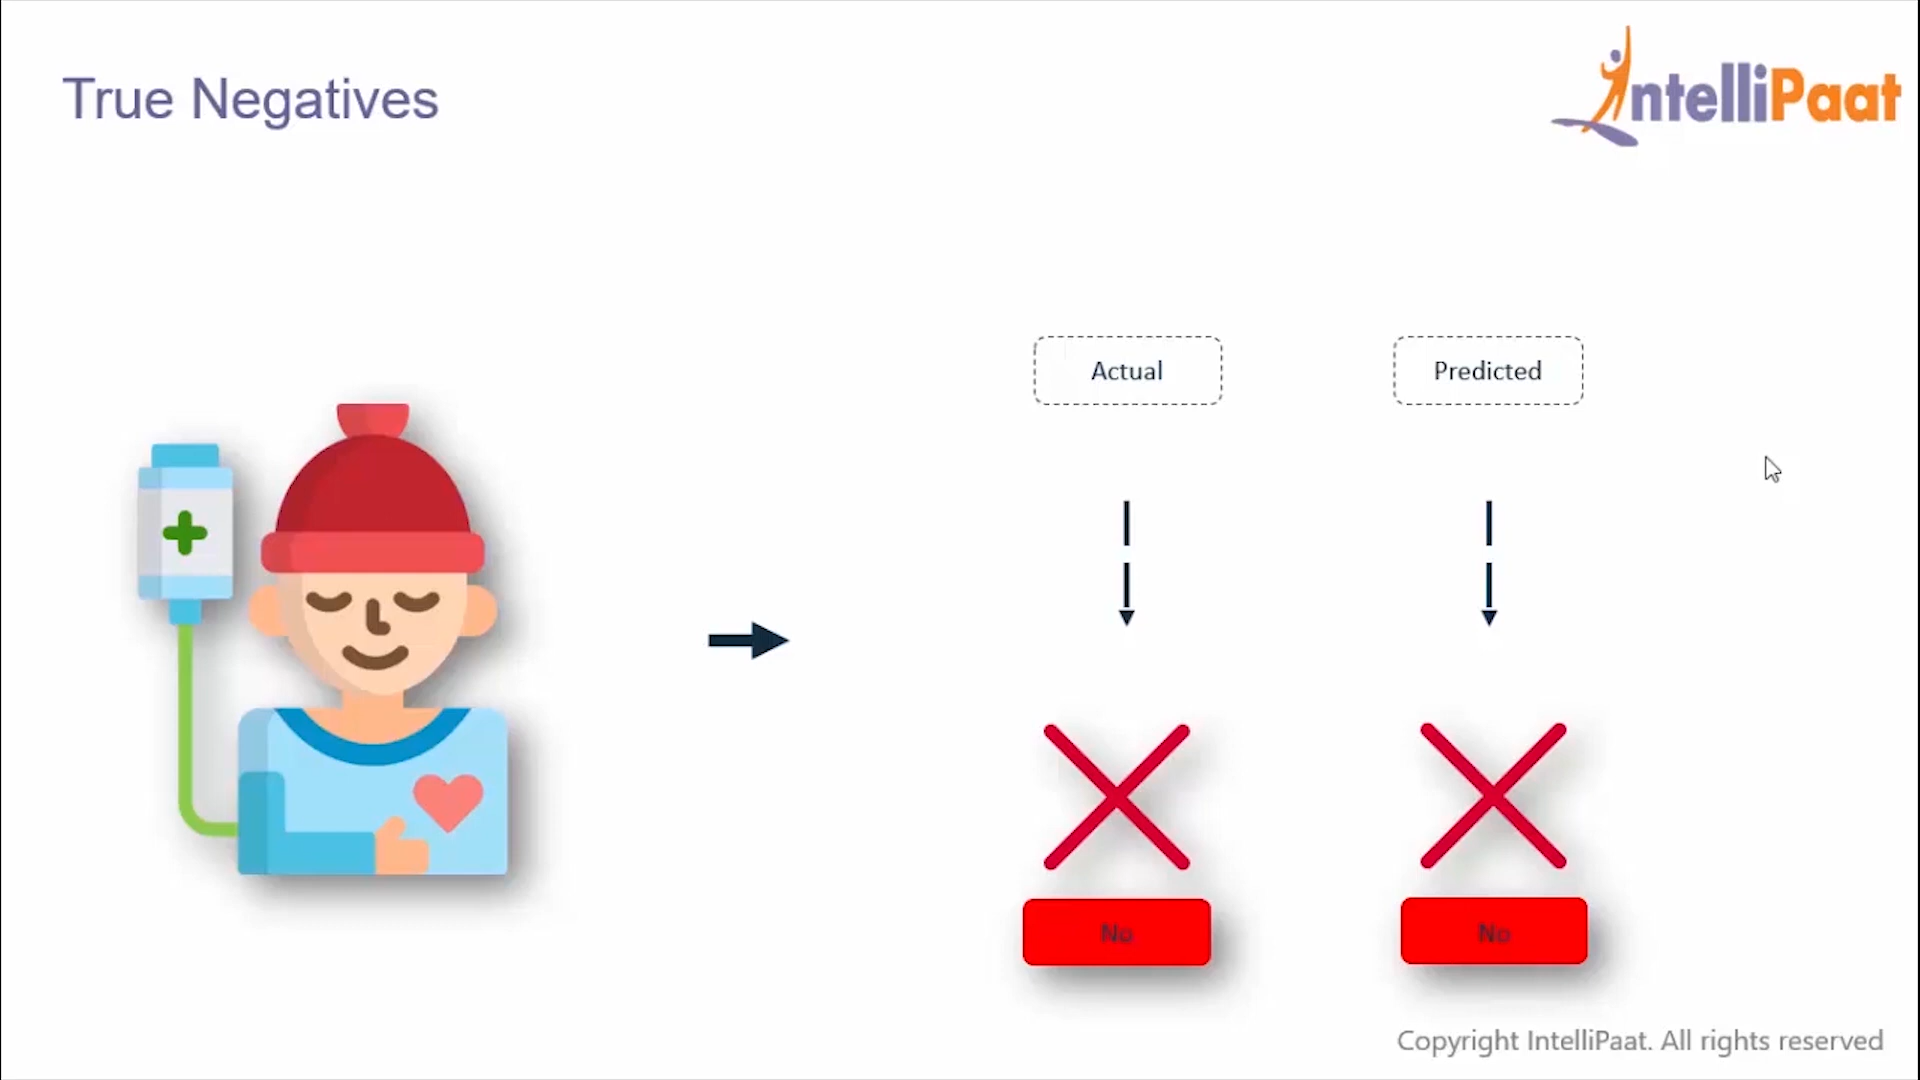 True Negatives
IntelliPaat
Actual
Predicted
No
No
Copyright IntelliPaat. All rights reserved